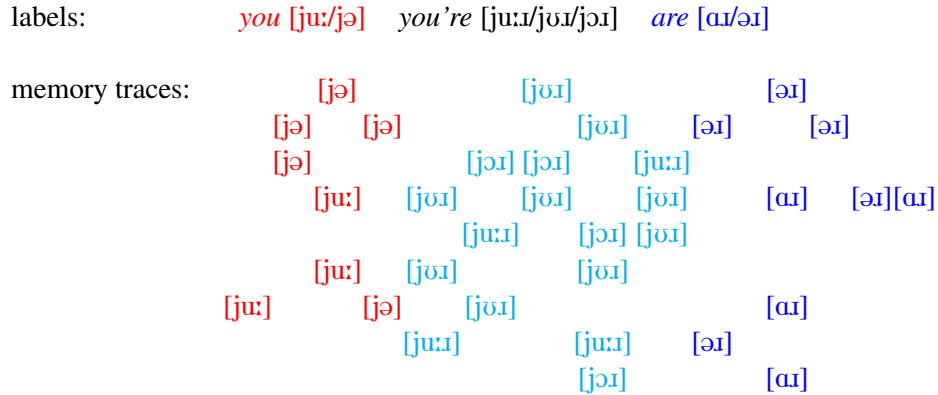 labels: you [juː/jə] you're [juːɹ/jʊɹ/jɔɹ] are [ɑɹ/əɹ]
memory traces: [jə] [jʊɹ] [əɹ]
[jə] [jə] [jʊɹ] [əɹ] [əɹ]
[jə] [jɔɹ] [jɔɹ] [juːɹ]
[juː] [jʊɹ] [jʊɹ] [jʊɹ] [ɑɹ] [əɹ][ɑɹ]
[juːɹ] [jɔɹ] [jʊɹ]
[juː] [jʊɹ] [jʊɹ]
[juː] [jə] [jʊɹ] [ɑɹ]
[juːɹ] [juːɹ] [əɹ]
[jɔɹ] [ɑɹ]